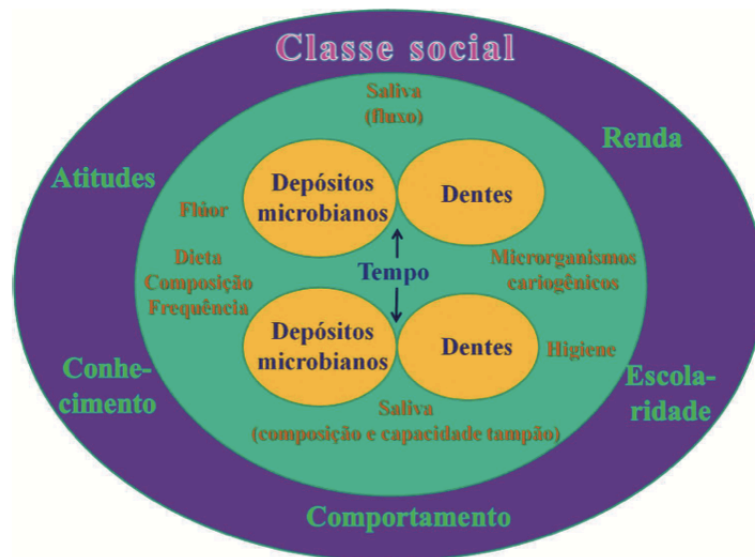 Classe social
Saliva
(fluxo)
Renda
Atitudes
Depósitos
microbianos
Dentes
Flúor
Dieta
Composição
Frequência
Tempo
Microrganismos
cariogênicos
Depósitos
microbianos
Dentes
Higiene
Conhe-
cimento
Escola-
ridade
Saliva
(composição e capacidade tampão)
Comportamento